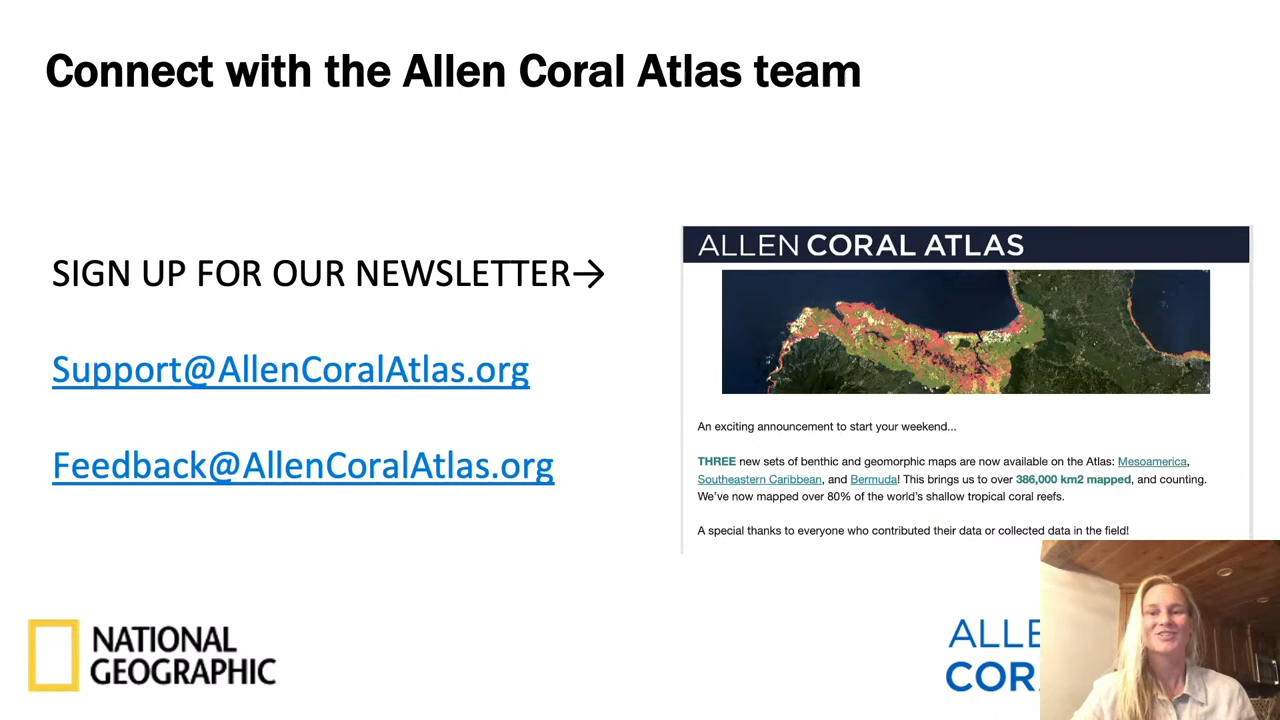 Connect with the Allen Coral Atlas team
SIGN UP FOR OUR NEWSLETTER→
Support@AllenCoralAtlas.org
Feedback@AllenCoralAtlas.org
ALLEN CORAL ATLAS
An exciting announcement to start your weekend...
THREE new sets of benthic and geomorphic maps are now available on the Atlas: Mesoamerica,
Southeastern Caribbean, and Bermuda! This brings us to over 386,000 km2 mapped, and counting.
We've now mapped over 80% of the world's shallow tropical coral reefs.
A special thanks to everyone who contributed their data or collected data in the field!
NATIONAL
GEOGRAPHIC
ALLE
COR